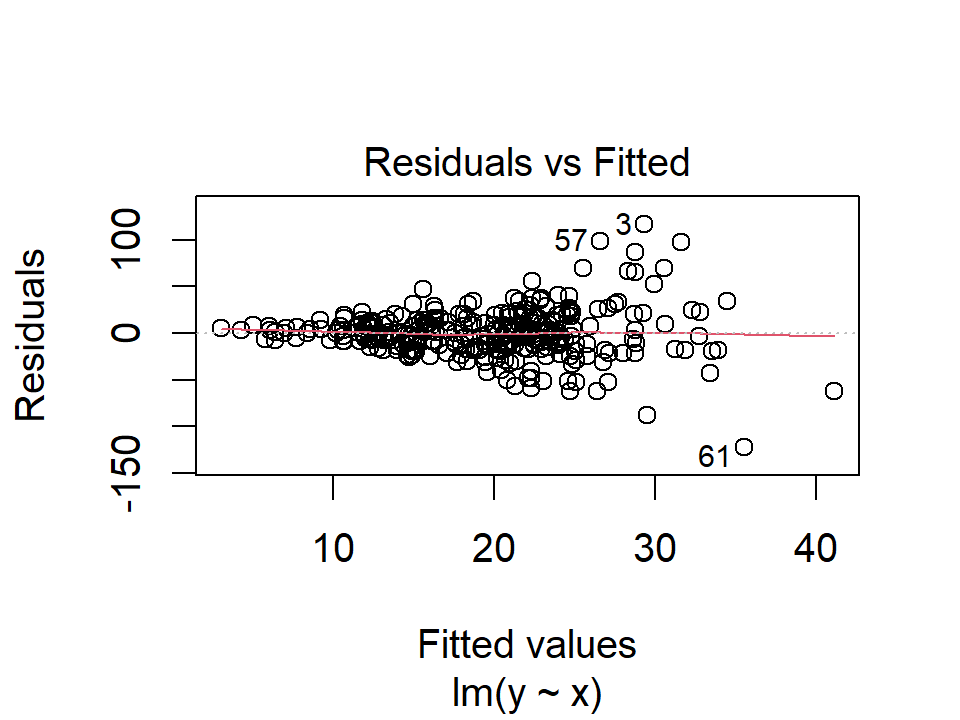 Residuals vs Fitted
Residuals
100
0
-150
57
3
61
10 20 30 40
Fitted values
lm(y ~ x)